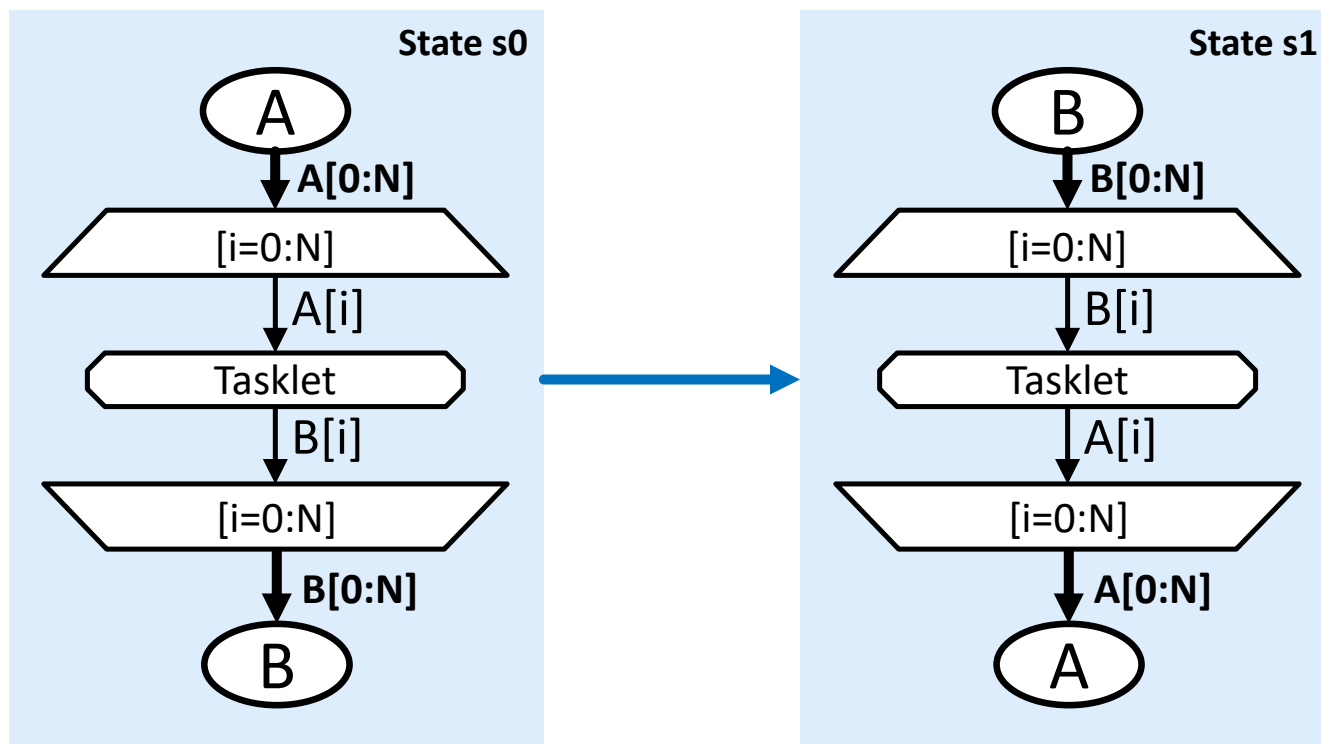 State s0
A
A[0:N]
[i=0:N]
A[i]
Tasklet
B[i]
[i=0:N]
B[0:N]
B
State s1
B
B[0:N]
[i=0:N]
B[i]
Tasklet
A[i]
[i=0:N]
A[0:N]
A